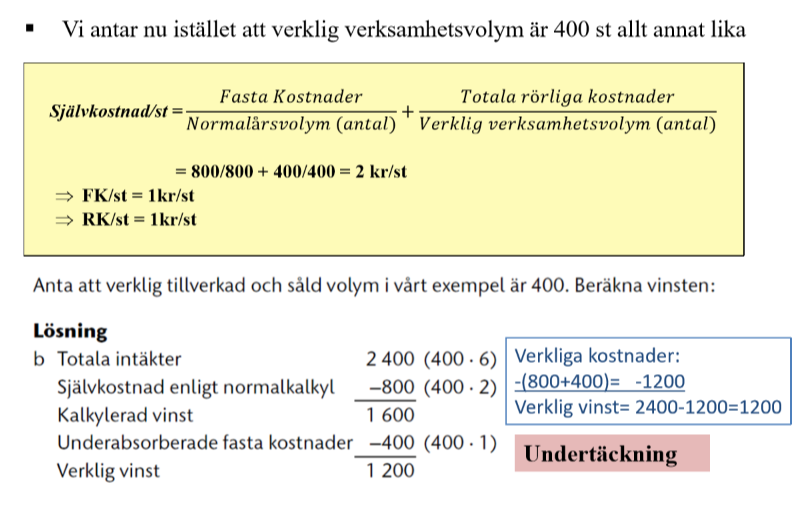 ▪ Vi antar nu istället att verklig verksamhetsvolym är 400 st allt annat lika
Självkostnad/st = Fasta Kostnader / Normalårsvolym (antal) + Totala rörliga kostnader / Verklig verksamhetsvolym (antal)
= 800/800 + 400/400 = 2 kr/st
⇒ FK/st = 1kr/st
⇒ RK/st = 1kr/st
Anta att verklig tillverkad och såld volym i vårt exempel är 400. Beräkna vinsten:
Lösning
b Totala intäkter 2 400 (400 · 6)
Självkostnad enligt normalkalkyl –800 (400 · 2)
Kalkylerad vinst 1 600
Underabsorberade fasta kostnader –400 (400 · 1)
Verklig vinst 1 200
Verkliga kostnader:
-(800+400)= -1200
Verklig vinst= 2400-1200=1200
Undertäckning